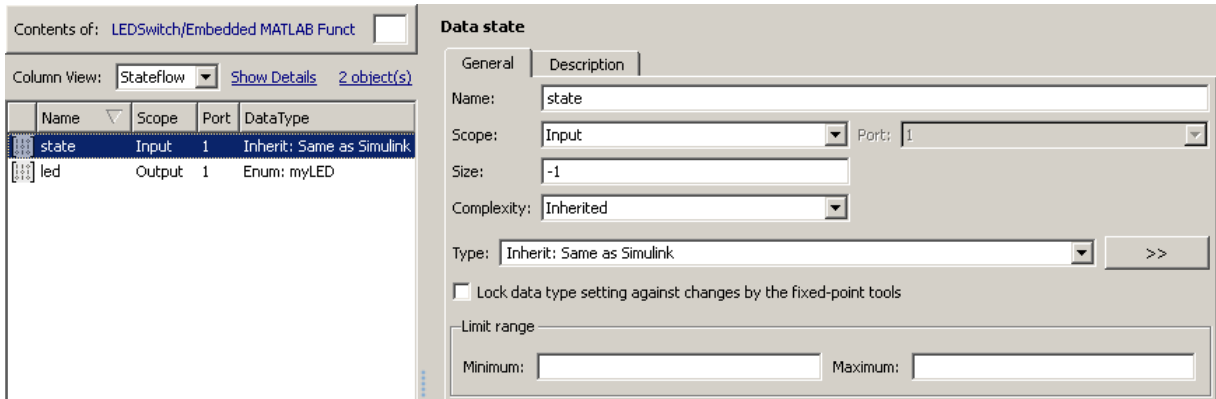 Contents of: LEDSwitch/Embedded MATLAB Funct
Column View: Stateflow Show Details 2 object(s)
Name Scope Port DataType
state Input 1 Inherit: Same as Simulink
led Output 1 Enum: myLED
Data state
General Description
Name: state
Scope: Input Port: 1
Size: -1
Complexity: Inherited
Type: Inherit: Same as Simulink >>
Lock data type setting against changes by the fixed-point tools
Limit range
Minimum: Maximum: